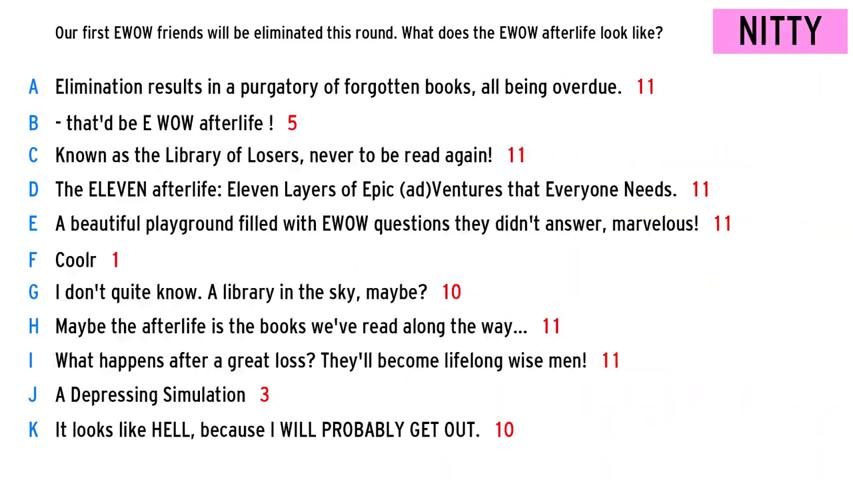 Our first EWOW friends will be eliminated this round. What does the EWOW afterlife look like?
NITTY
A Elimination results in a purgatory of forgotten books, all being overdue. 11
B - that'd be E WOW afterlife ! 5
C Known as the Library of Losers, never to be read again! 11
D The ELEVEN afterlife: Eleven Layers of Epic (ad)Ventures that Everyone Needs. 11
E A beautiful playground filled with EWOW questions they didn't answer, marvelous! 11
F Coolr 1
G I don't quite know. A library in the sky, maybe? 10
H Maybe the afterlife is the books we've read along the way... 11
I What happens after a great loss? They'll become lifelong wise men! 11
J A Depressing Simulation 3
K It looks like HELL, because I WILL PROBABLY GET OUT. 10